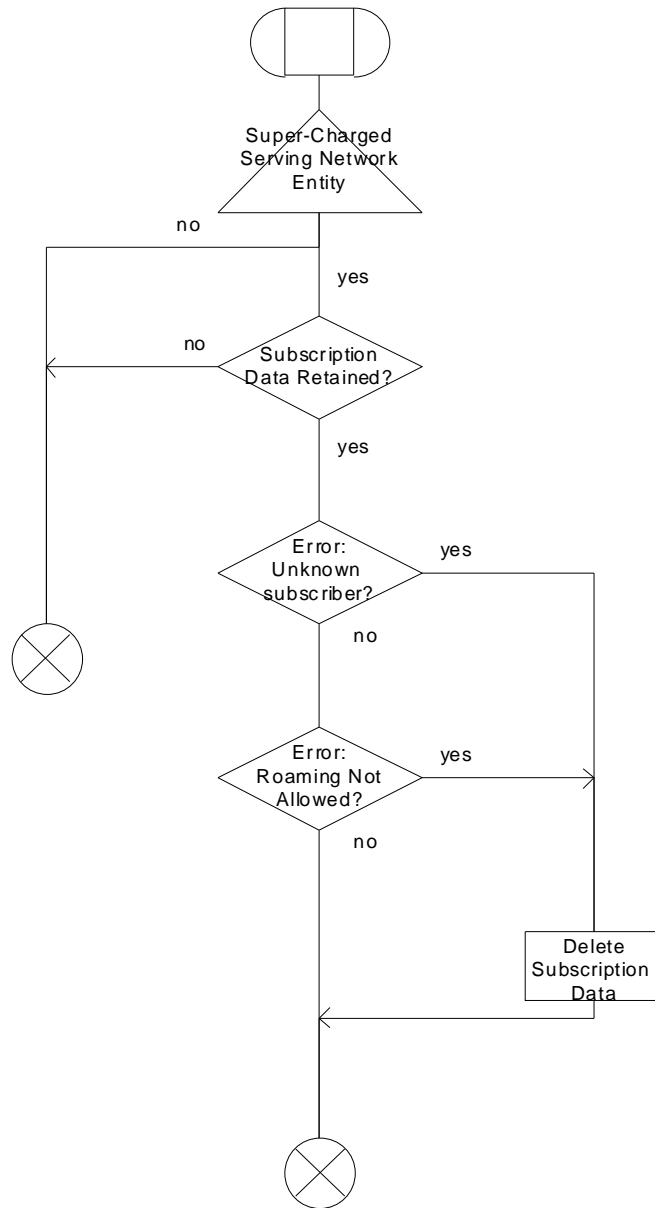 Super-Charged
Serving Network
Entity
no
yes
no
Subscription
Data Retained?
yes
Error:
Unknown
subscriber?
yes
no
Error:
Roaming Not
Allowed?
yes
no
Delete
Subscription
Data